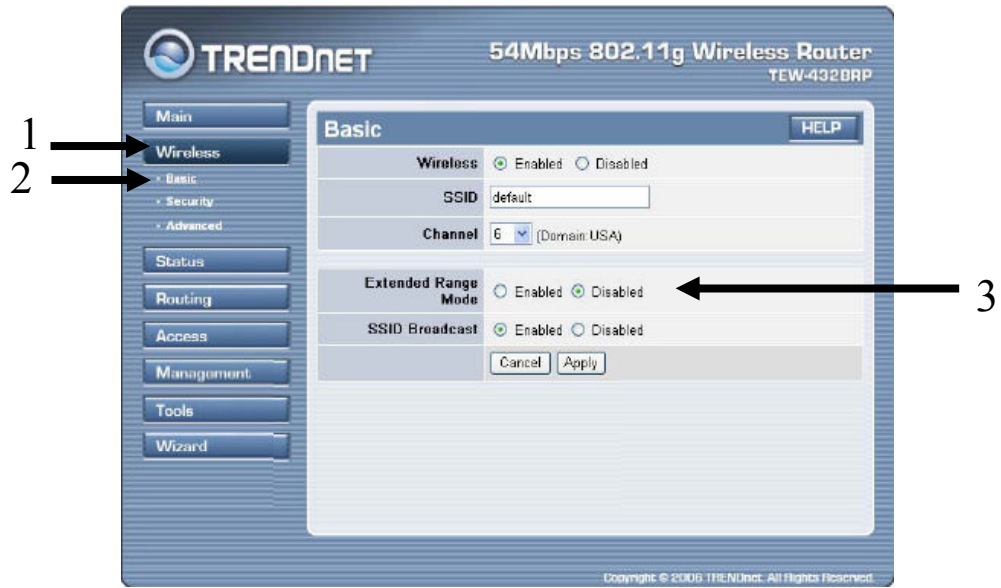 TRENDNET
54Mbps 802.11g Wireless Router
TEW-432BRP
Main
Wireless
Basic
Security
Advanced
Status
Routing
Access
Management
Tools
Wizard
Basic
HELP
Wireless Enabled Disabled
SSID default
Channel 6 (Domain:USA)
Extended Range
Mode Enabled Disabled
SSID Broadcast Enabled Disabled
Cancel Apply
1
2
3
Copyright © 2006 TRENDnet. All Rights Reserved.